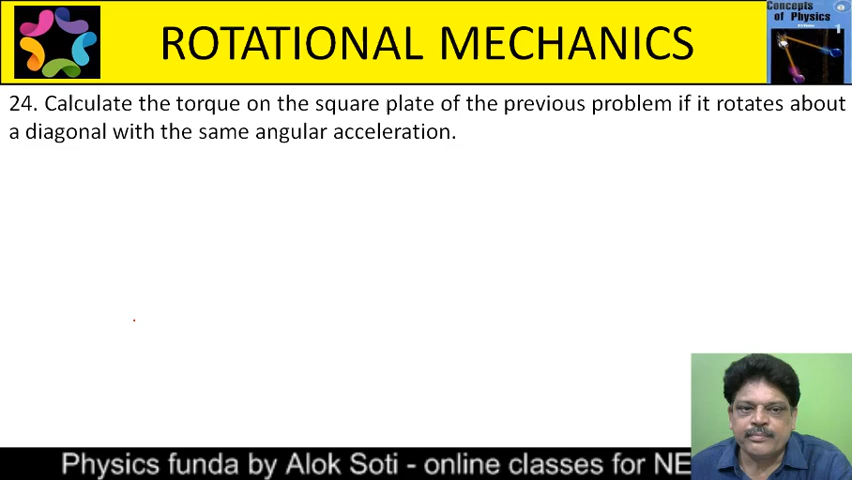 ROTATIONAL MECHANICS
Concepts
of Physics
1
24. Calculate the torque on the square plate of the previous problem if it rotates about
a diagonal with the same angular acceleration.
Physics funda by Alok Soti - online classes for NE